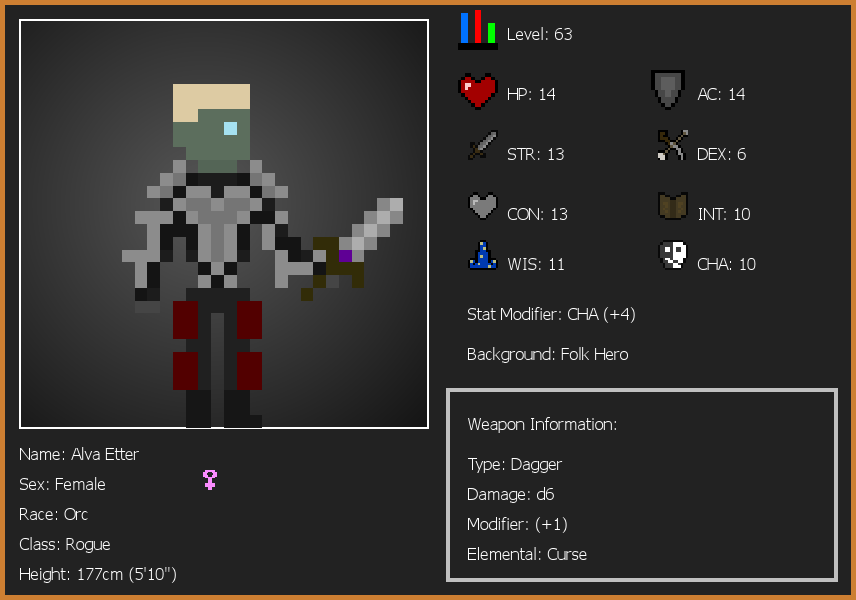 Level: 63
HP: 14
AC: 14
STR: 13
DEX: 6
CON: 13
INT: 10
WIS: 11
CHA: 10
Stat Modifier: CHA (+4)
Background: Folk Hero
Weapon Information:
Type: Dagger
Damage: d6
Modifier: (+1)
Elemental: Curse
Name: Alva Etter
Sex: Female
Race: Orc
Class: Rogue
Height: 177cm (5'10")